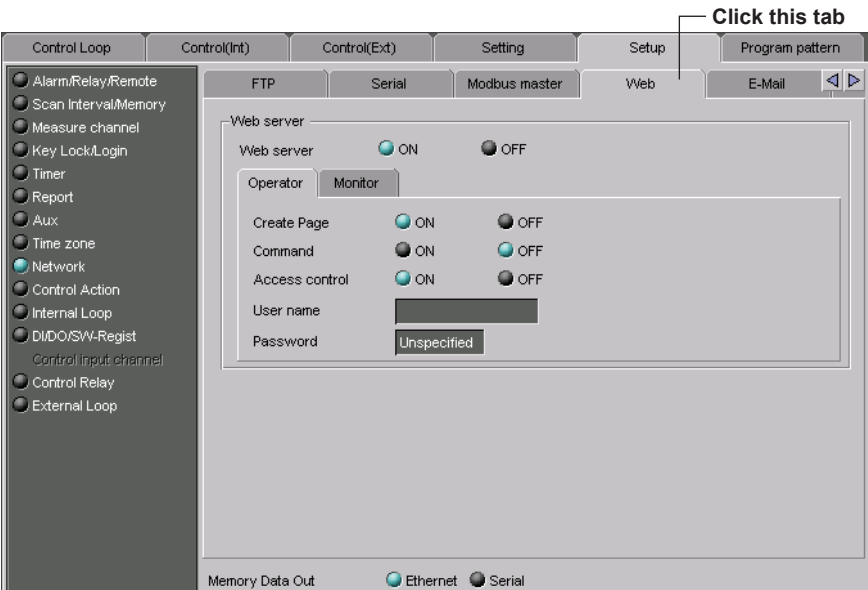 Click this tab
Control Loop Control(Int) Control(Ext) Setting Setup Program pattern
Alarm/Relay/Remote
Scan Interval/Memory
Measure channel
Key Lock/Login
Timer
Report
Aux
Time zone
Network
Control Action
Internal Loop
DI/DO/SW-Regist
Control input channel
Control Relay
External Loop
FTP Serial Modbus master Web E-Mail
Web server
Web server ON OFF
Operator Monitor
Create Page ON OFF
Command ON OFF
Access control ON OFF
User name
Password Unspecified
Memory Data Out Ethernet Serial